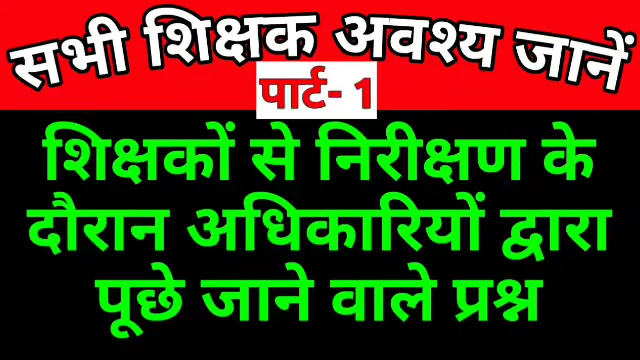 सभी शिक्षक अवश्य जानें
पार्ट- 1
शिक्षकों से निरीक्षण के
दौरान अधिकारियों द्वारा
पूछे जाने वाले प्रश्न